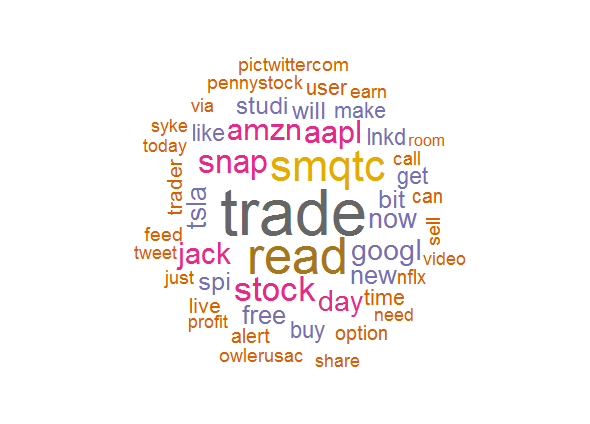 pictwittercom
pennystock user earn
via studi will make
syke like amzn aapl lnkd room
today
snap smqtc call
get
trader tsla trade bit can
now sell
feed
tweet jack read googl video
just spi stock new nflx
live free day time
profit need
alert buy option
owlerusac share